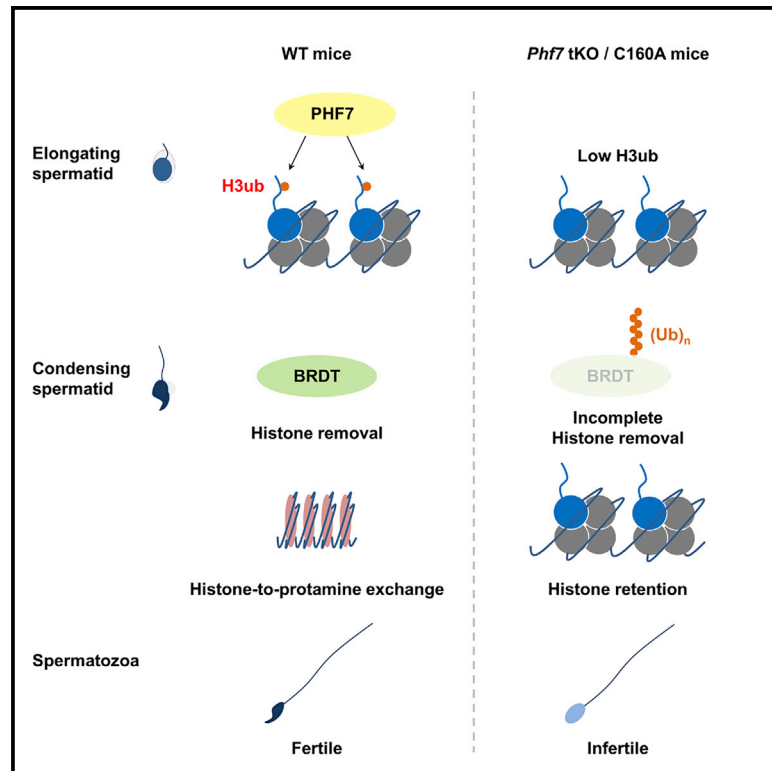 WT mice
Phf7 tKO / C160A mice
PHF7
Elongating
spermatid
H3ub
Low H3ub
(Ub)n
Condensing
spermatid
BRDT
BRDT
Histone removal
Incomplete
Histone removal
Histone-to-protamine exchange
Histone retention
Spermatozoa
Fertile
Infertile